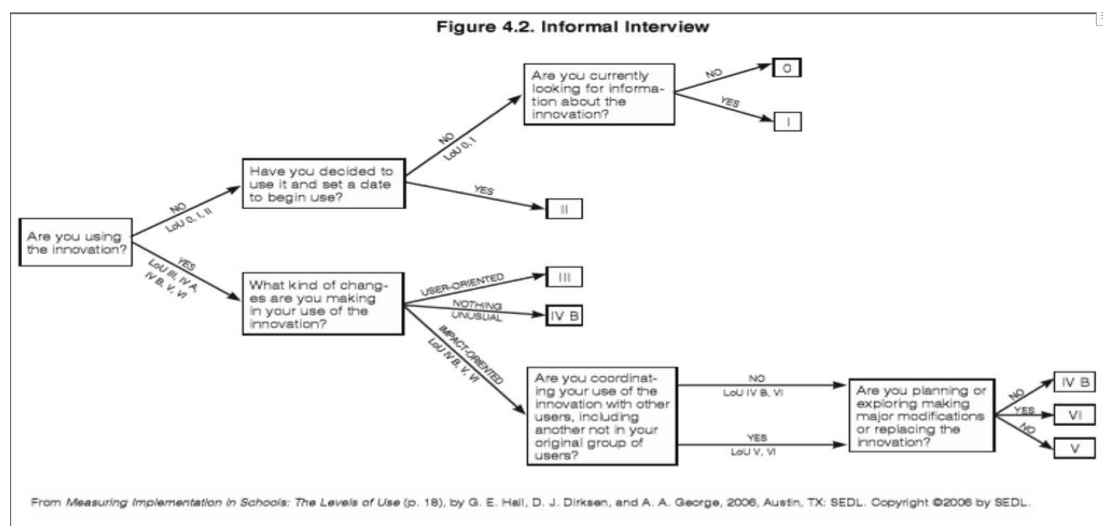 Figure 4.2. Informal Interview
Are you currently
looking for informa-
tion about the
innovation?
NO
O
YES
I
NO
LoU 0, I
Have you decided to
use it and set a date
to begin use?
YES
II
NO
LoU 0, I, II
Are you using
the innovation?
YES
LoU III, IV A,
IV B, V, VI
What kind of chang-
es are you making
in your use of the
innovation?
USER-ORIENTED
III
NOTHING
UNUSUAL
IV B
IMPACT-ORIENTED
LoU IV B, V, VI
Are you coordinat-
ing your use of the
innovation with other
users, including
another not in your
original group of
users?
NO
LoU IV B, VI
YES
LoU V, VI
Are you planning or
exploring making
major modifications
or replacing the
innovation?
NO
IV B
YES
VI
NO
V
From Measuring Implementation in Schools: The Levels of Use (p. 18), by G. E. Hall, D. J. Dirksen, and A. A. George, 2006, Austin, TX: SEDL. Copyright ©2006 by SEDL.